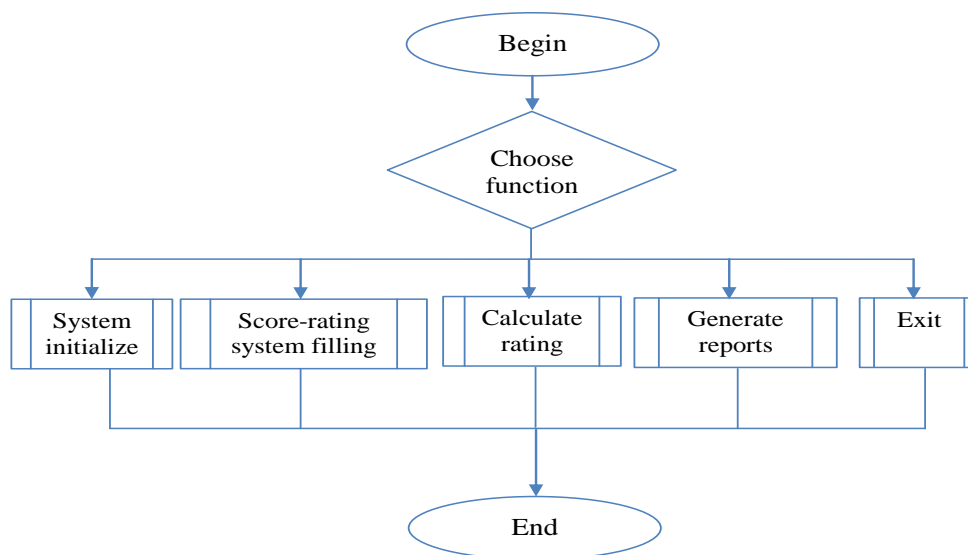 Begin
Choose
function
System
initialize
Score-rating
system filling
Calculate
rating
Generate
reports
Exit
End